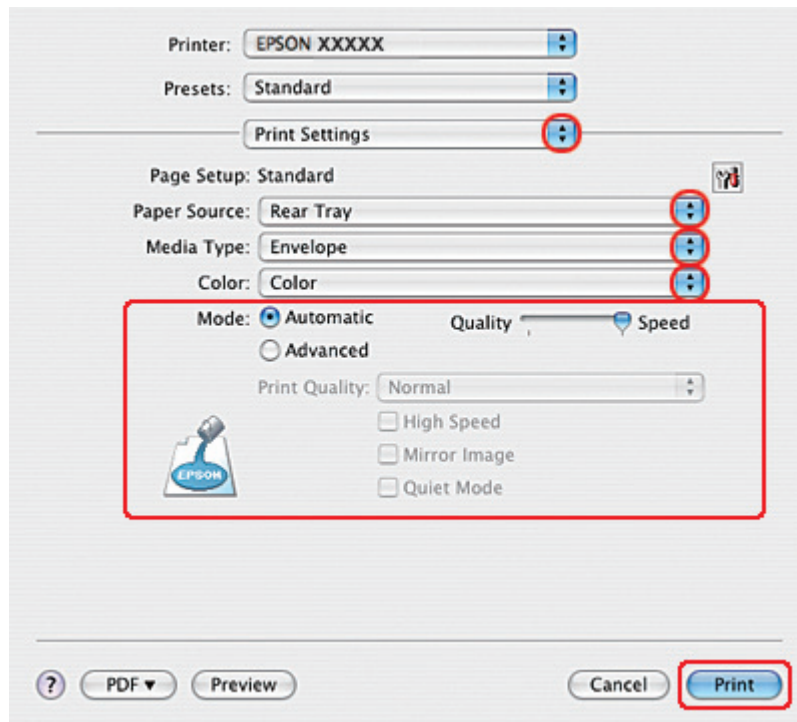 Printer: EPSON XXXXX
Presets: Standard
Print Settings
Page Setup: Standard
Paper Source: Rear Tray
Media Type: Envelope
Color: Color
Mode: Automatic Quality Speed
Advanced
Print Quality: Normal
High Speed
EPSON Mirror Image
Quiet Mode
? PDF ▼ Preview Cancel Print